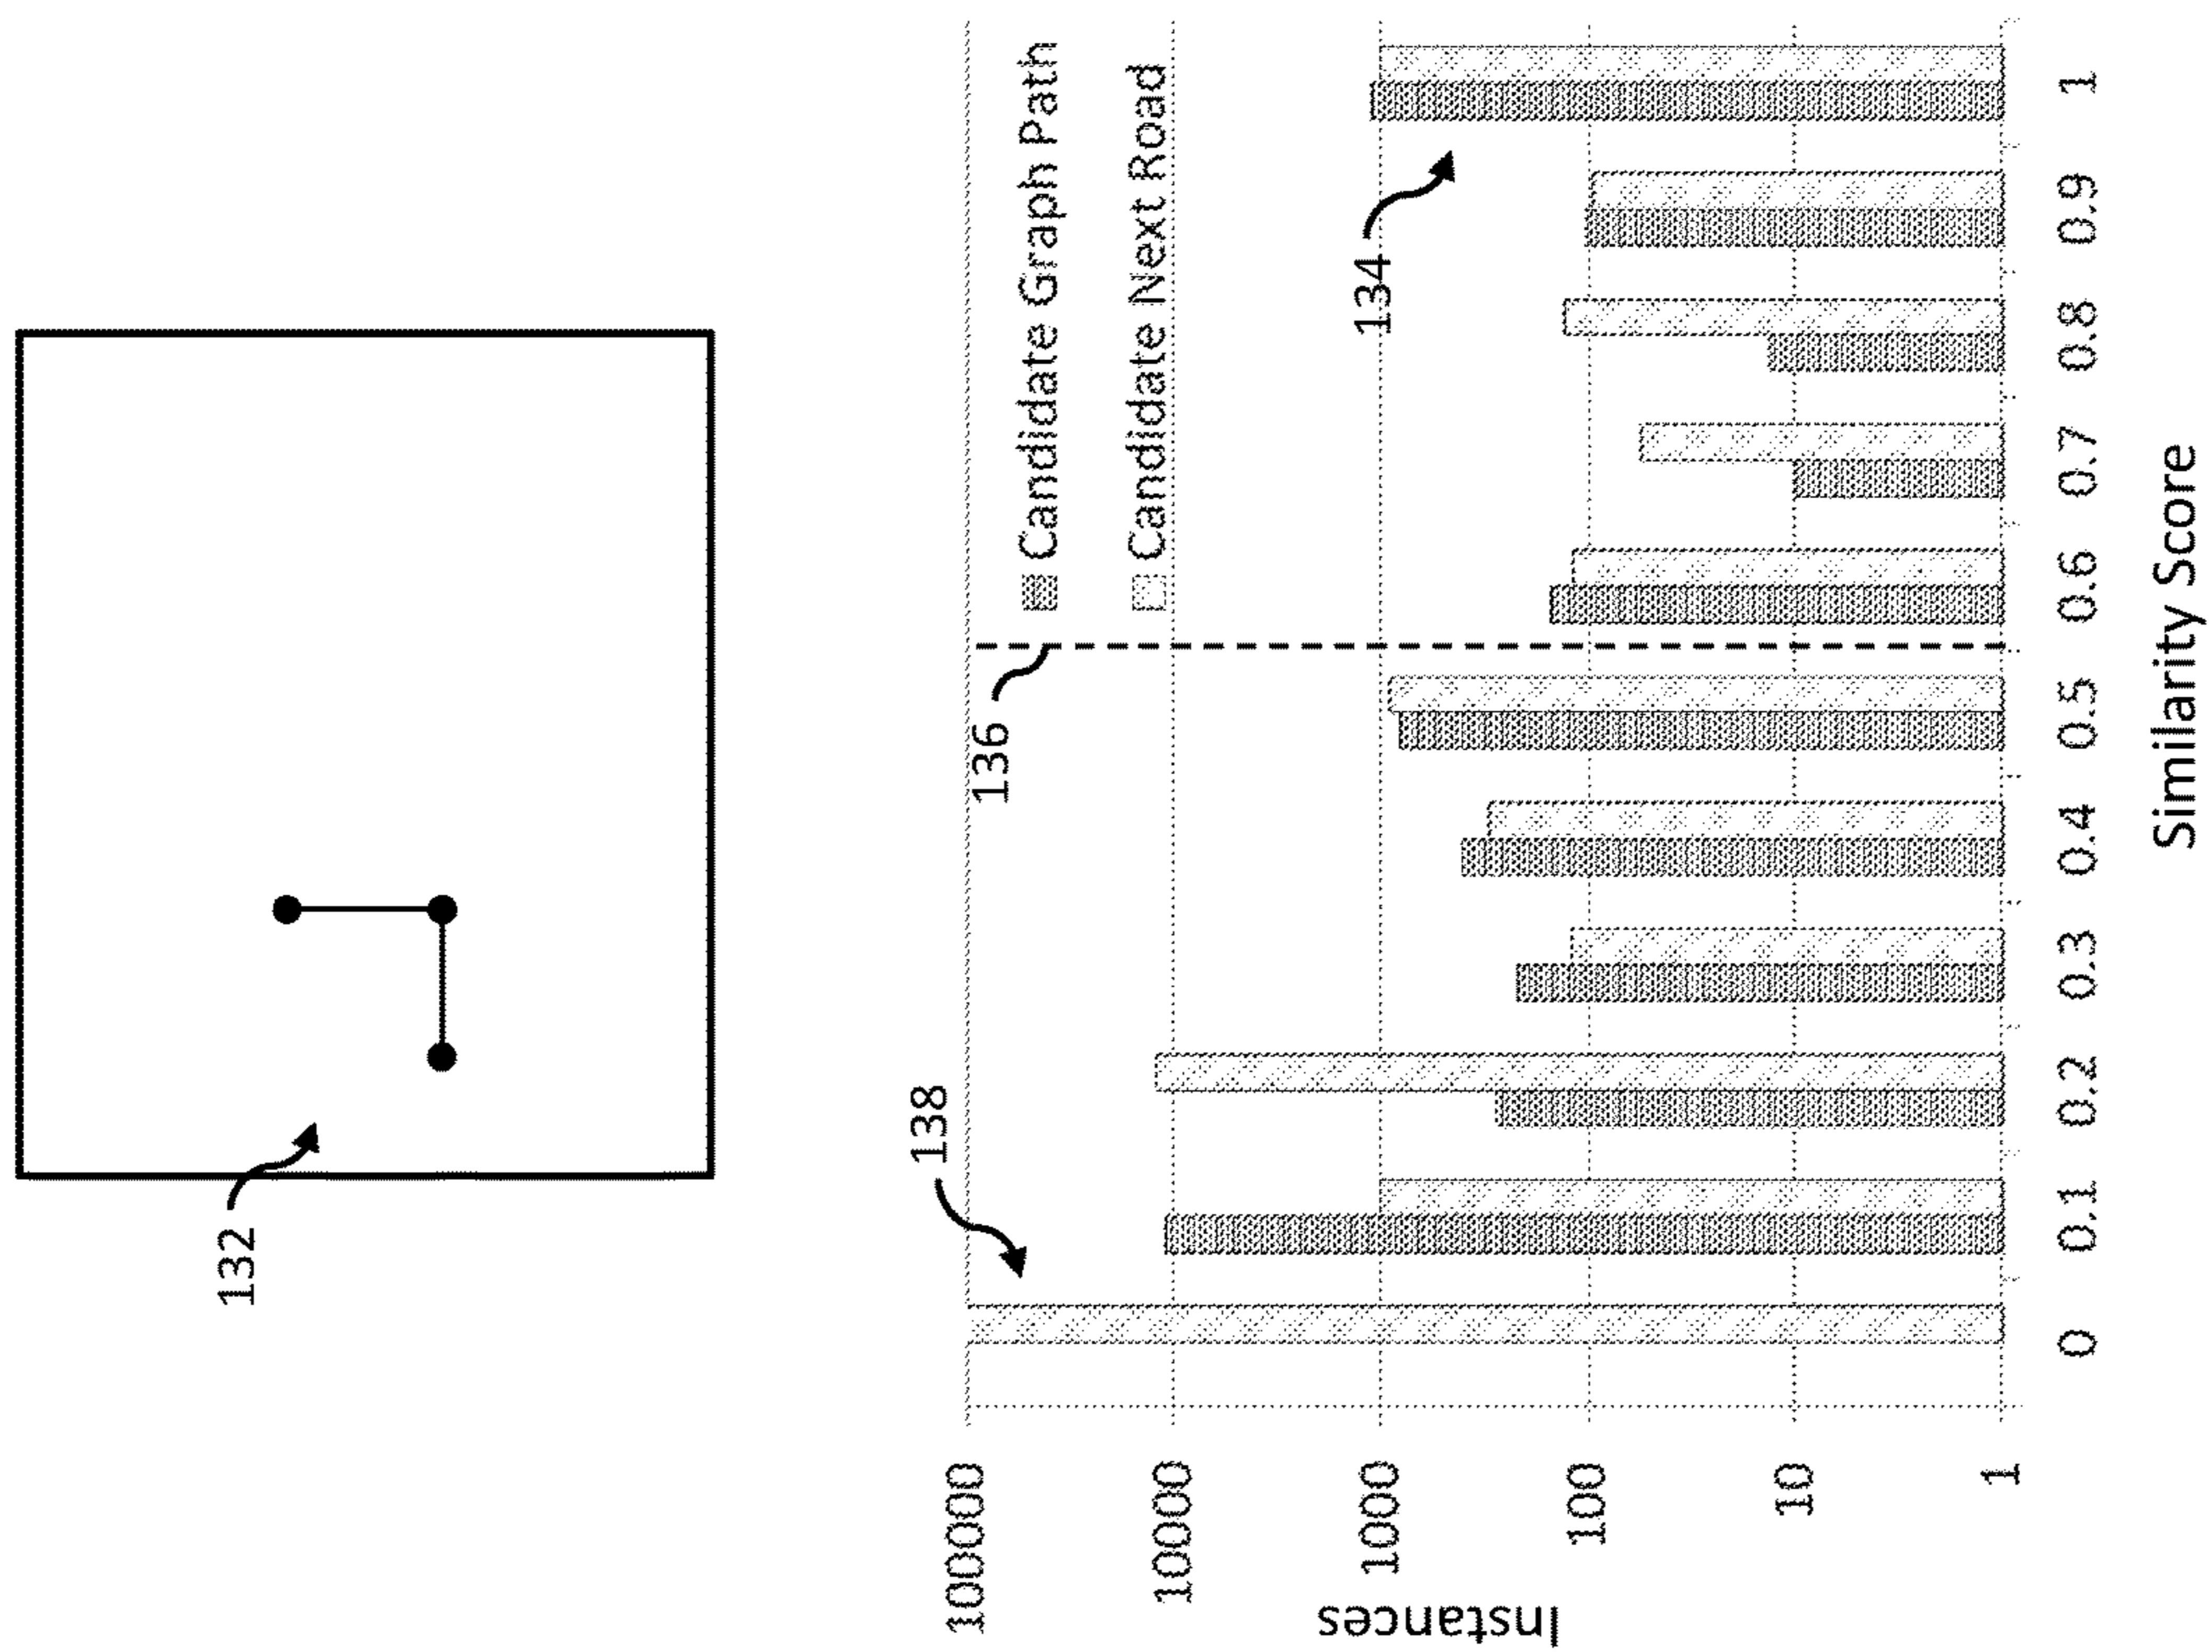 132
138
136
134
Candidate Graph Path
Candidate Next Road
100000
10000
1000
100
10
1
Instances
0 0.1 0.2 0.3 0.4 0.5 0.6 0.7 0.8 0.9 1
Similarity Score